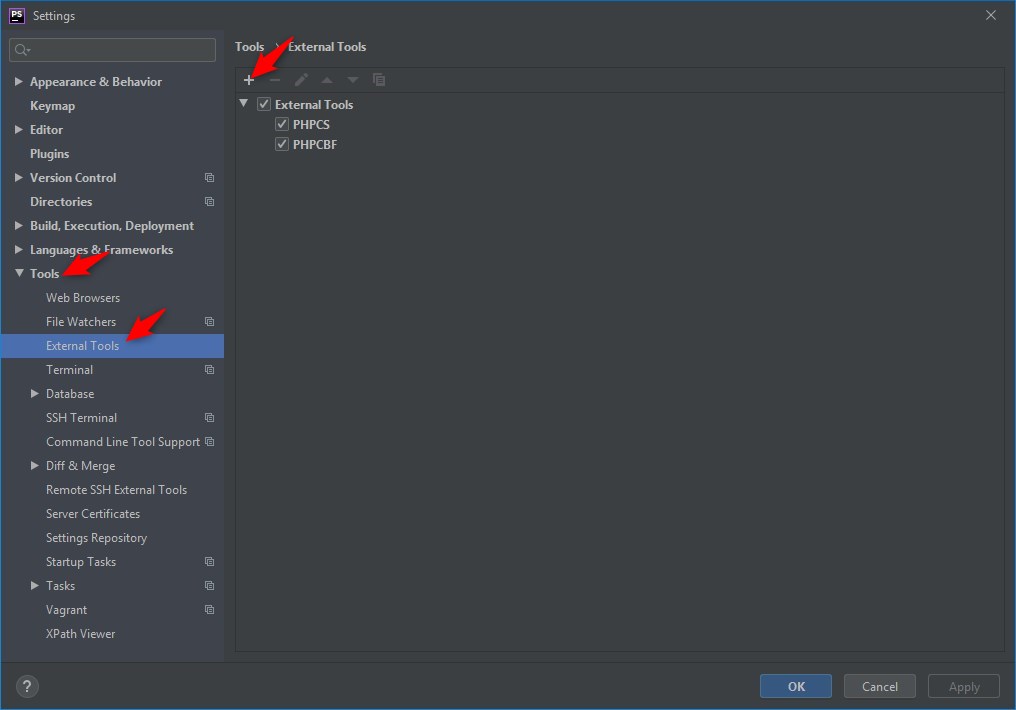 PS Settings
Tools › External Tools
Appearance & Behavior
Keymap
Editor
Plugins
Version Control
Directories
Build, Execution, Deployment
Languages & Frameworks
Tools
Web Browsers
File Watchers
External Tools
Terminal
Database
SSH Terminal
Command Line Tool Support
Diff & Merge
Remote SSH External Tools
Server Certificates
Settings Repository
Startup Tasks
Tasks
Vagrant
XPath Viewer
External Tools
PHPCS
PHPCBF
?
OK
Cancel
Apply